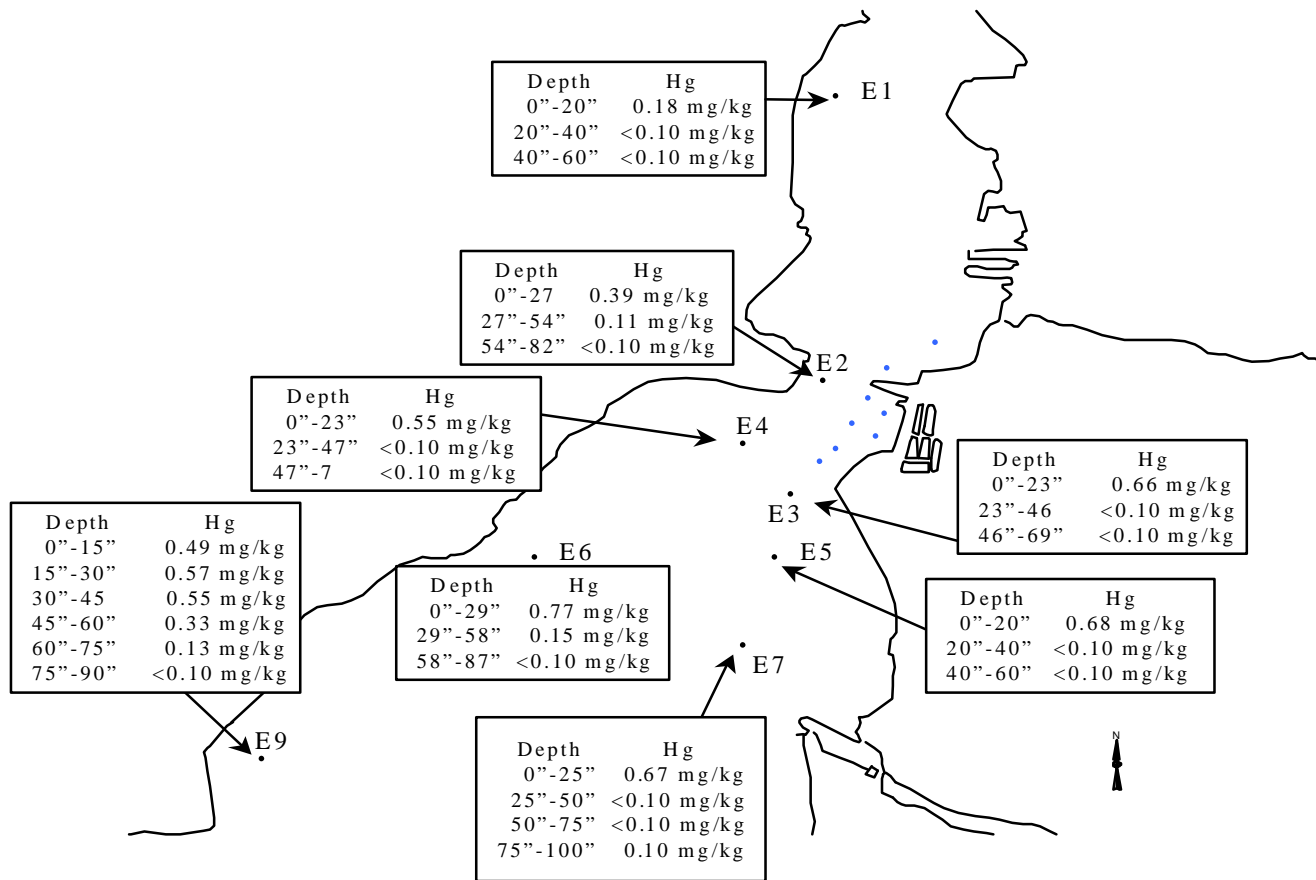 Depth Hg
0”-20” 0.18 mg/kg
20”-40” <0.10 mg/kg
40”-60” <0.10 mg/kg
E1
Depth Hg
0”-27 0.39 mg/kg
27”-54” 0.11 mg/kg
54”-82” <0.10 mg/kg
E2
Depth Hg
0”-23” 0.55 mg/kg
23”-47” <0.10 mg/kg
47”-7 <0.10 mg/kg
E4
Depth Hg
0”-23” 0.66 mg/kg
23”-46 <0.10 mg/kg
46”-69” <0.10 mg/kg
E3
Depth Hg
0”-15” 0.49 mg/kg
15”-30” 0.57 mg/kg
30”-45 0.55 mg/kg
45”-60” 0.33 mg/kg
60”-75” 0.13 mg/kg
75”-90” <0.10 mg/kg
E9
E6
Depth Hg
0”-29” 0.77 mg/kg
29”-58” 0.15 mg/kg
58”-87” <0.10 mg/kg
E5
Depth Hg
0”-20” 0.68 mg/kg
20”-40” <0.10 mg/kg
40”-60” <0.10 mg/kg
E7
Depth Hg
0”-25” 0.67 mg/kg
25”-50” <0.10 mg/kg
50”-75” <0.10 mg/kg
75”-100” 0.10 mg/kg
N